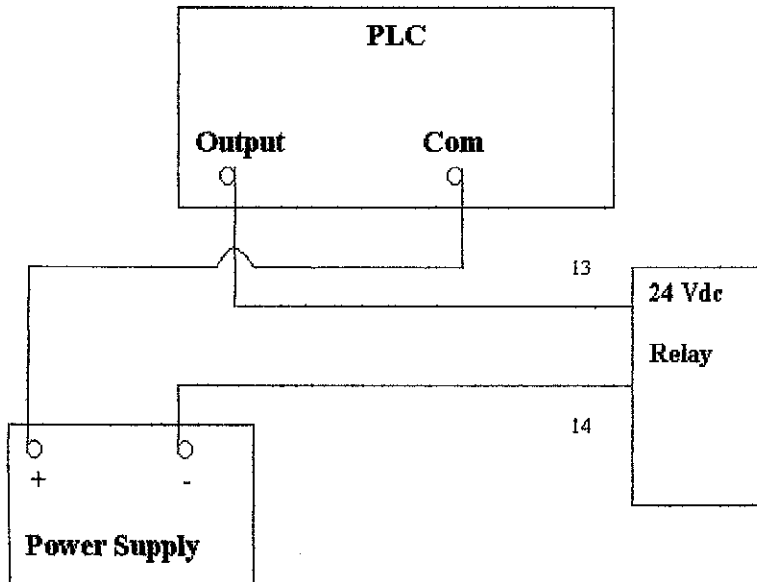 PLC
Output
Com
13
24 Vdc
Relay
14
+
-
Power Supply